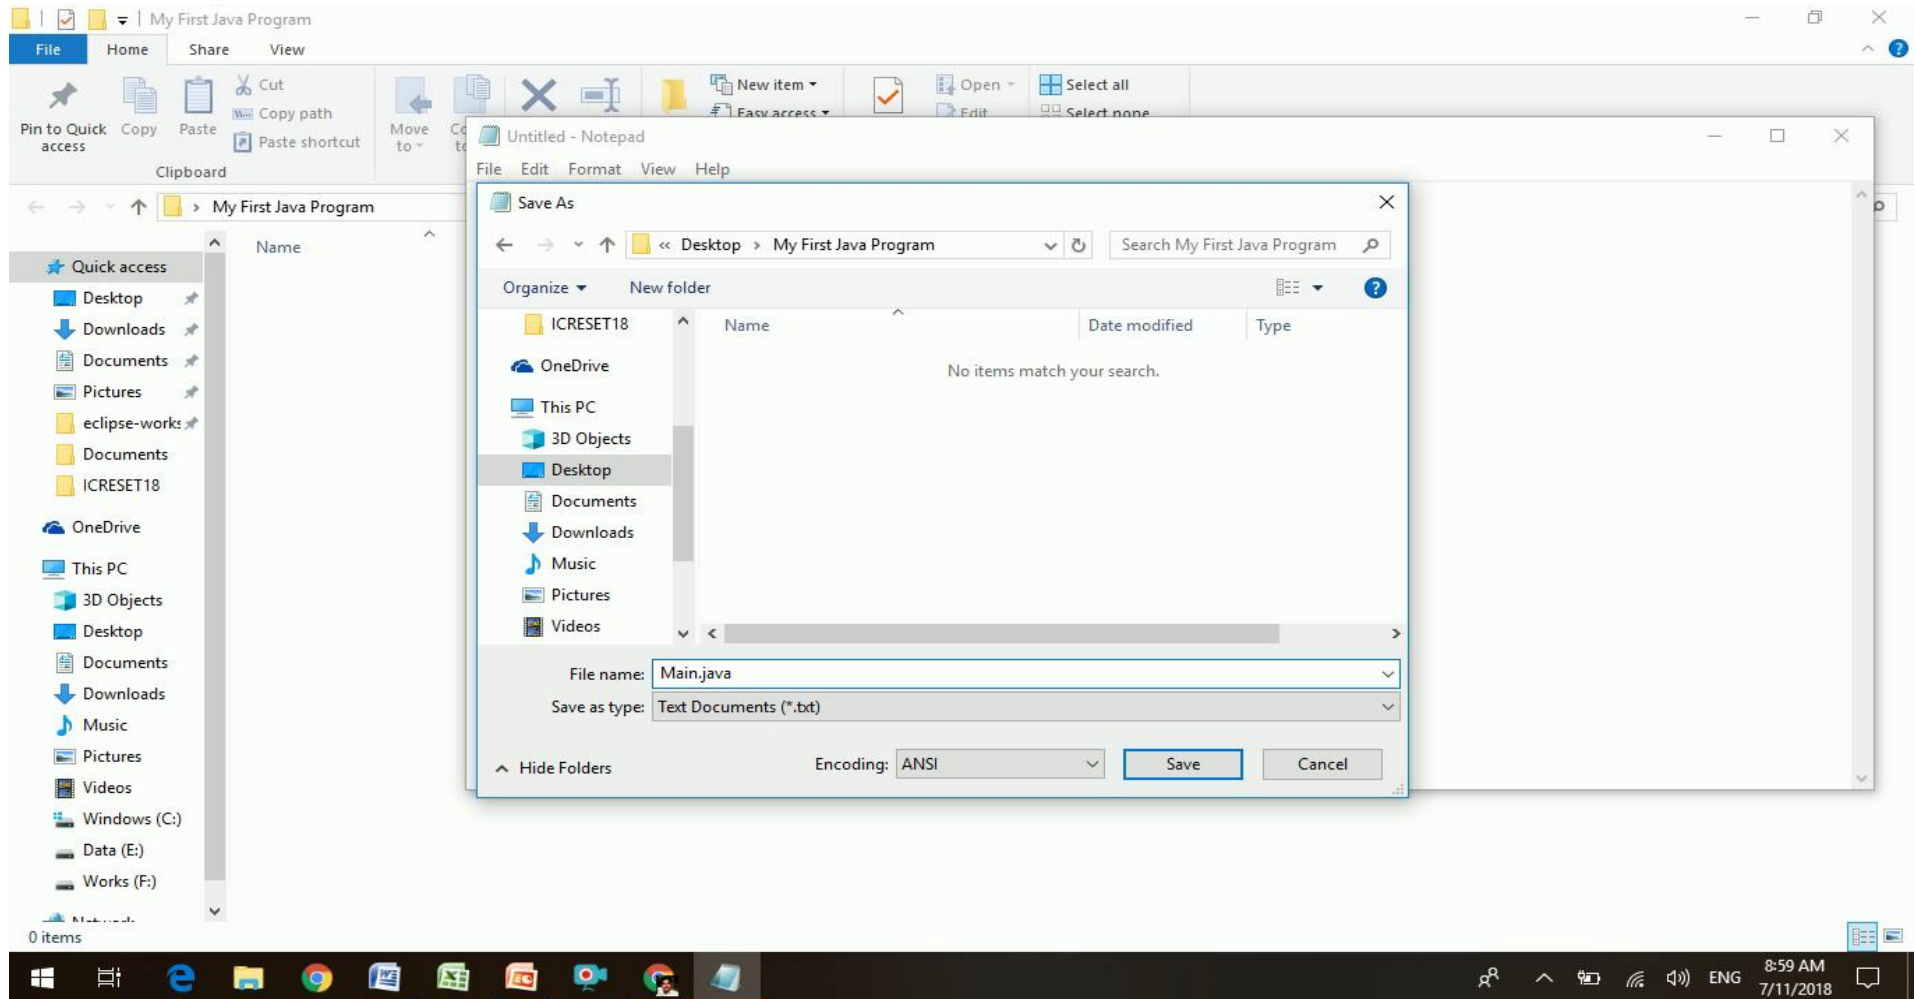 My First Java Program
File Home Share View
Pin to Quick access
Copy
Paste
Cut
Copy path
Paste shortcut
Clipboard
Move to
New item
Easy access
Open
Edit
Select all
Select none
My First Java Program
Name
Quick access
Desktop
Downloads
Documents
Pictures
Documents
ICRESET18
OneDrive
This PC
3D Objects
Desktop
Documents
Downloads
Music
Pictures
Videos
Windows (C:)
Data (E:)
Works (F:)
0 items
Untitled - Notepad
File Edit Format View Help
Save As
« Desktop › My First Java Program
Search My First Java Program
Organize New folder
ICRESET18
OneDrive
This PC
3D Objects
Desktop
Documents
Downloads
Music
Pictures
Videos
Name Date modified Type
No items match your search.
File name: Main.java
Save as type: Text Documents (*.txt)
Hide Folders
Encoding: ANSI
Save
Cancel
ENG
8:59 AM
7/11/2018